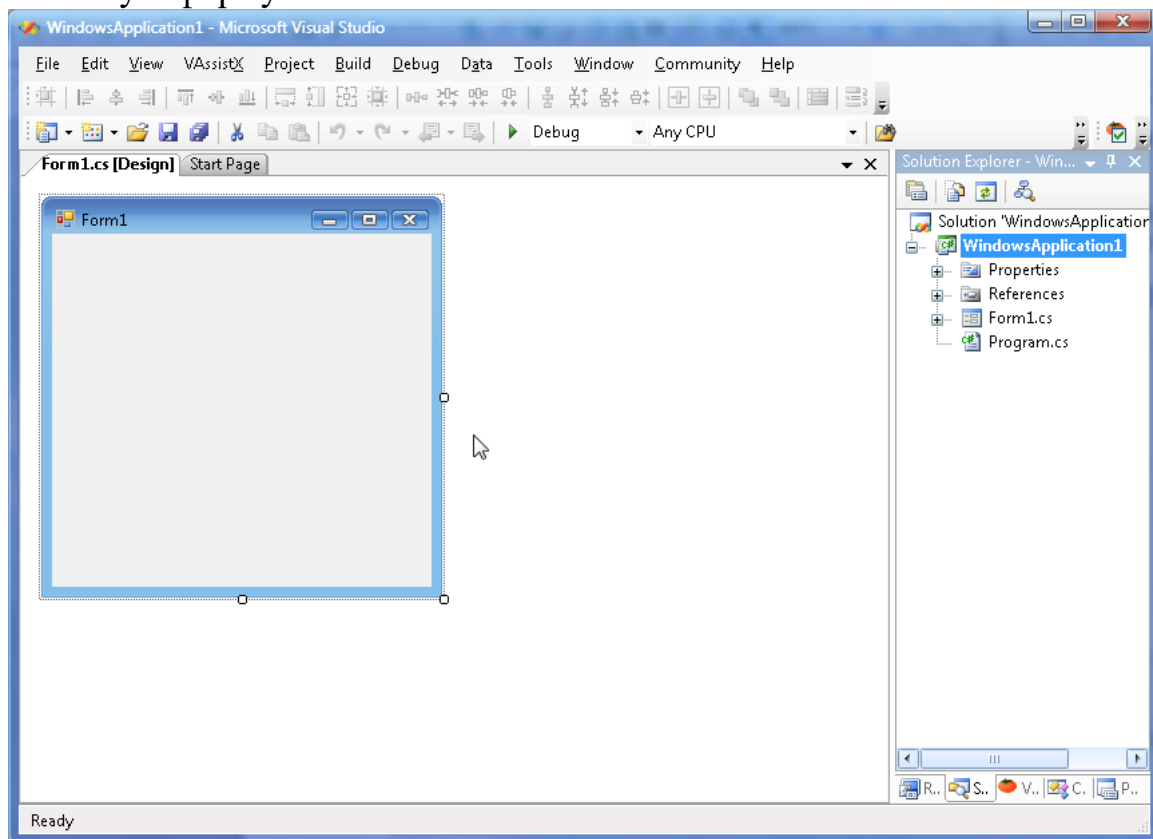 WindowsApplication1 - Microsoft Visual Studio
File Edit View VAssistX Project Build Debug Data Tools Window Community Help
Debug Any CPU
Form1.cs [Design] Start Page
Solution Explorer - Win...
Form1
Solution 'WindowsApplication
WindowsApplication1
Properties
References
Form1.cs
Program.cs
R.. S.. V.. C.. P..
Ready